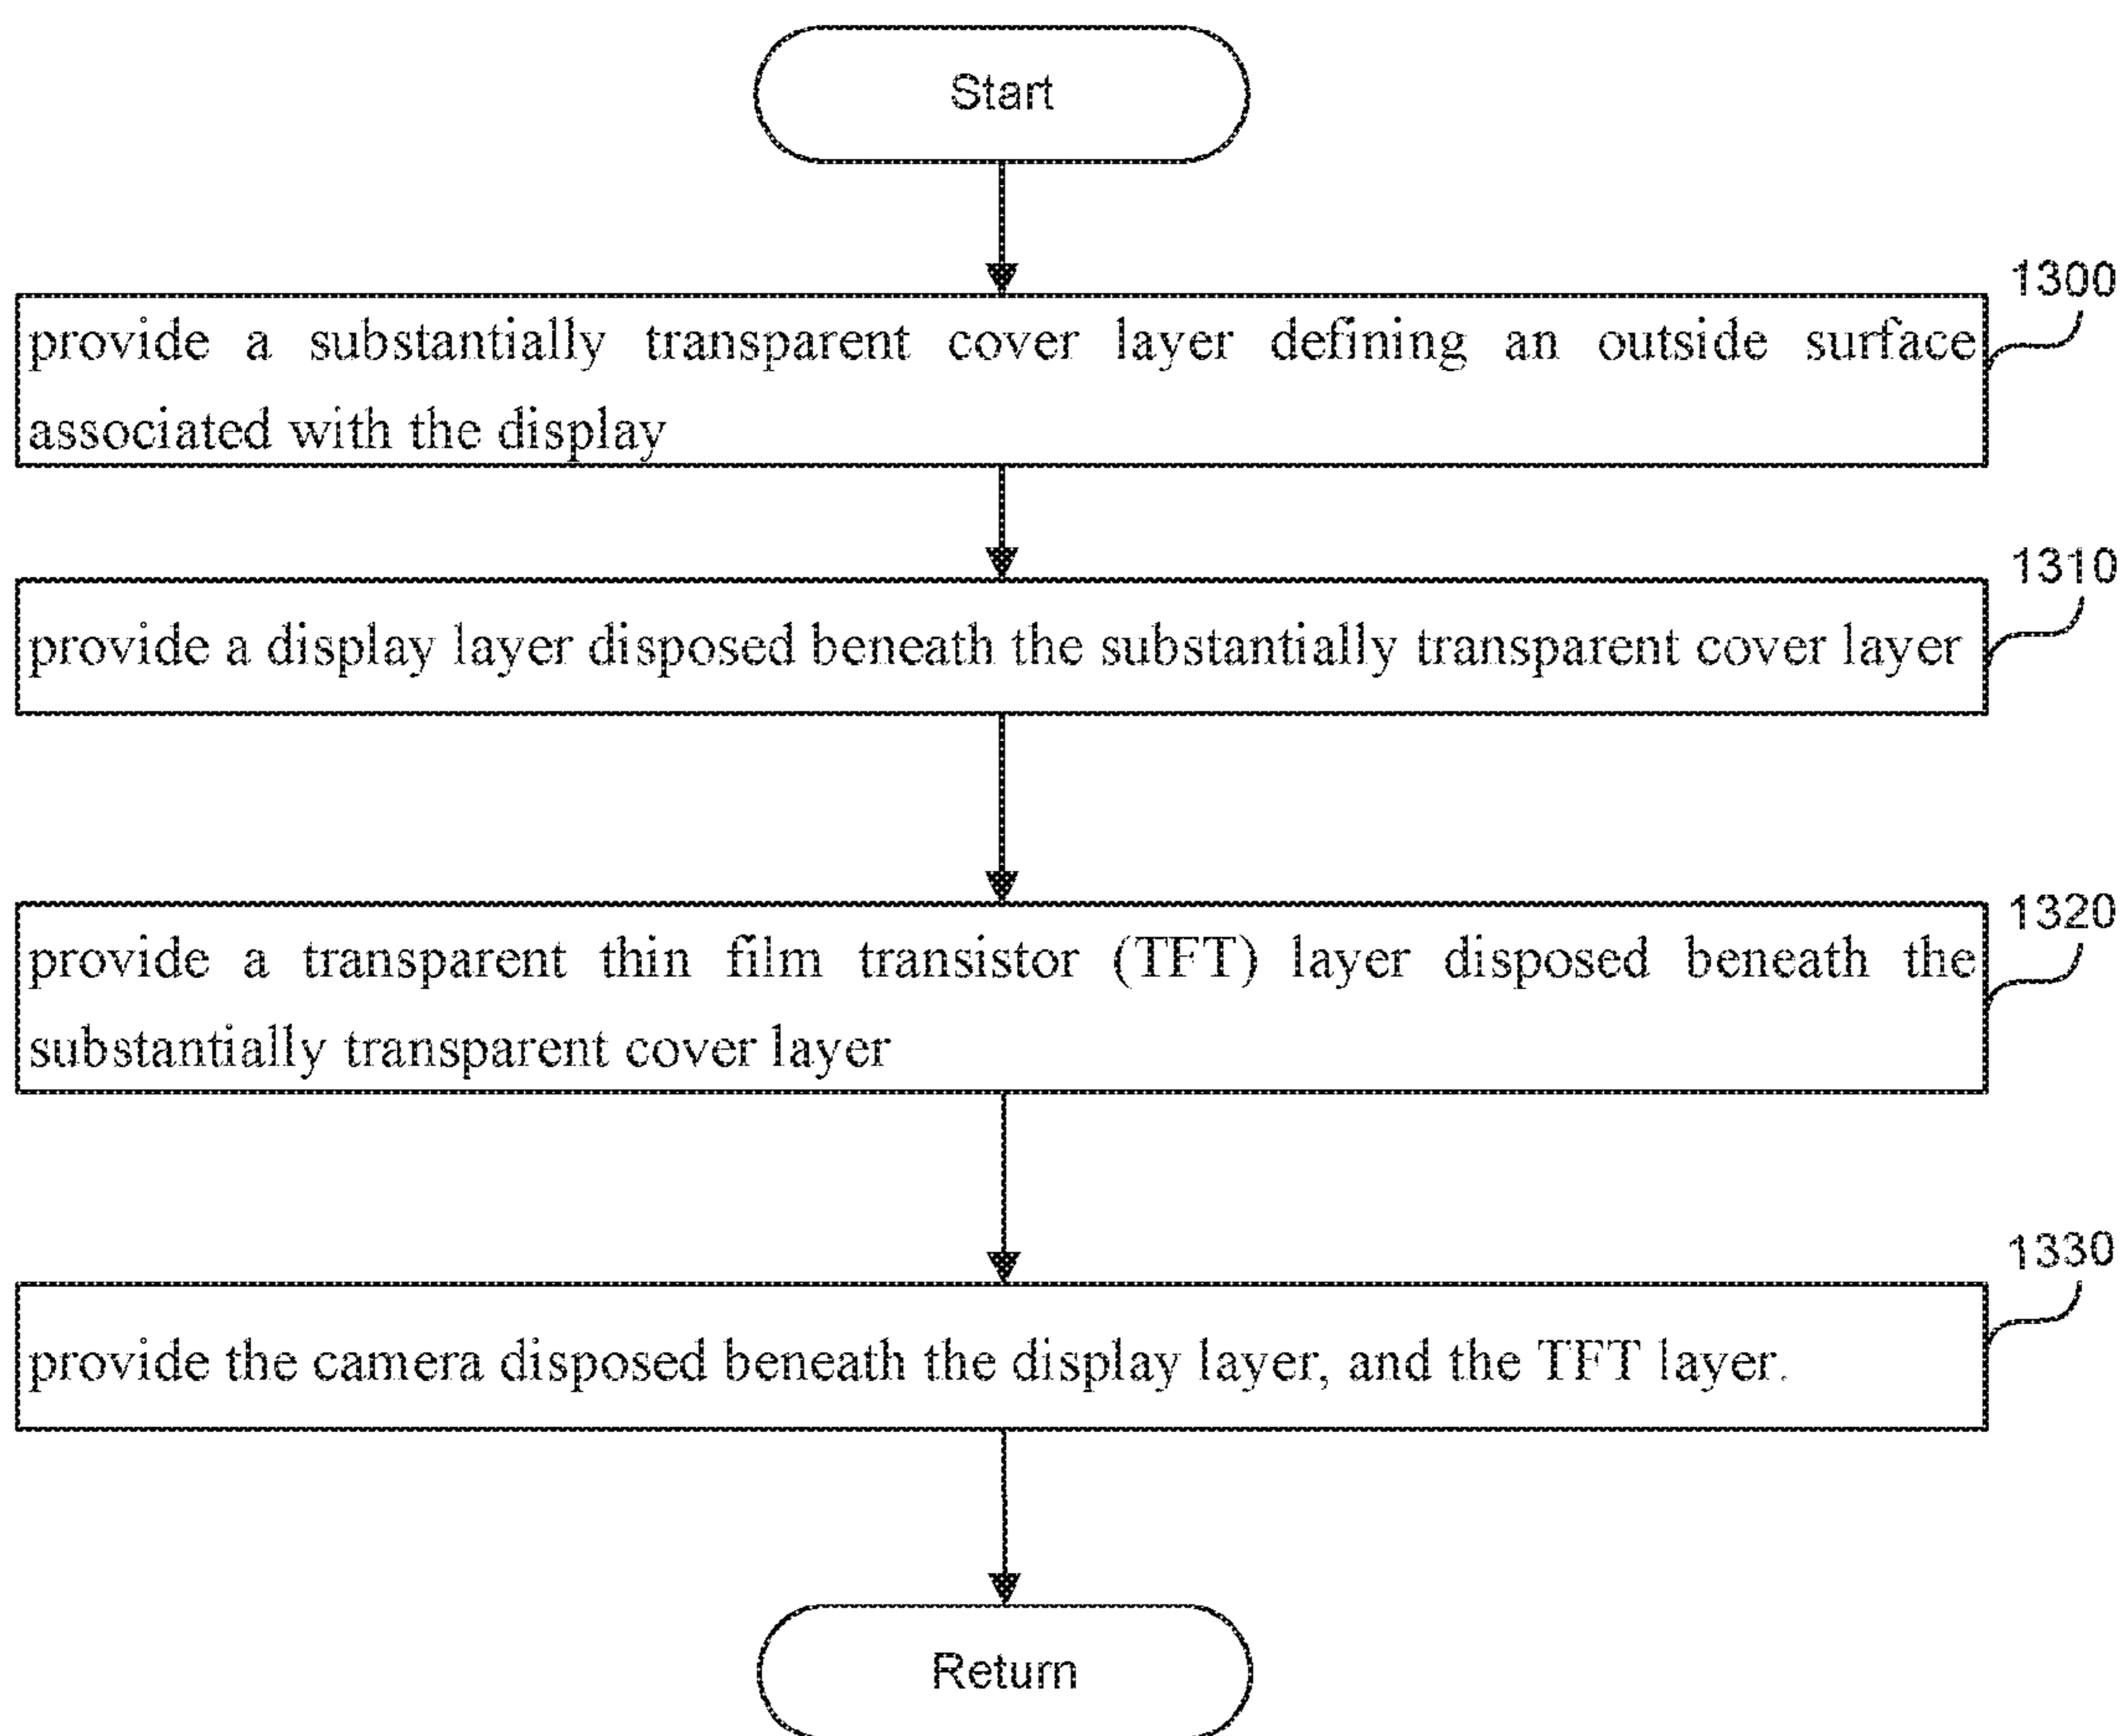 Start
1300
provide a substantially transparent cover layer defining an outside surface
associated with the display
1310
provide a display layer disposed beneath the substantially transparent cover layer
1320
provide a transparent thin film transistor (TFT) layer disposed beneath the
substantially transparent cover layer
1330
provide the camera disposed beneath the display layer, and the TFT layer.
Return